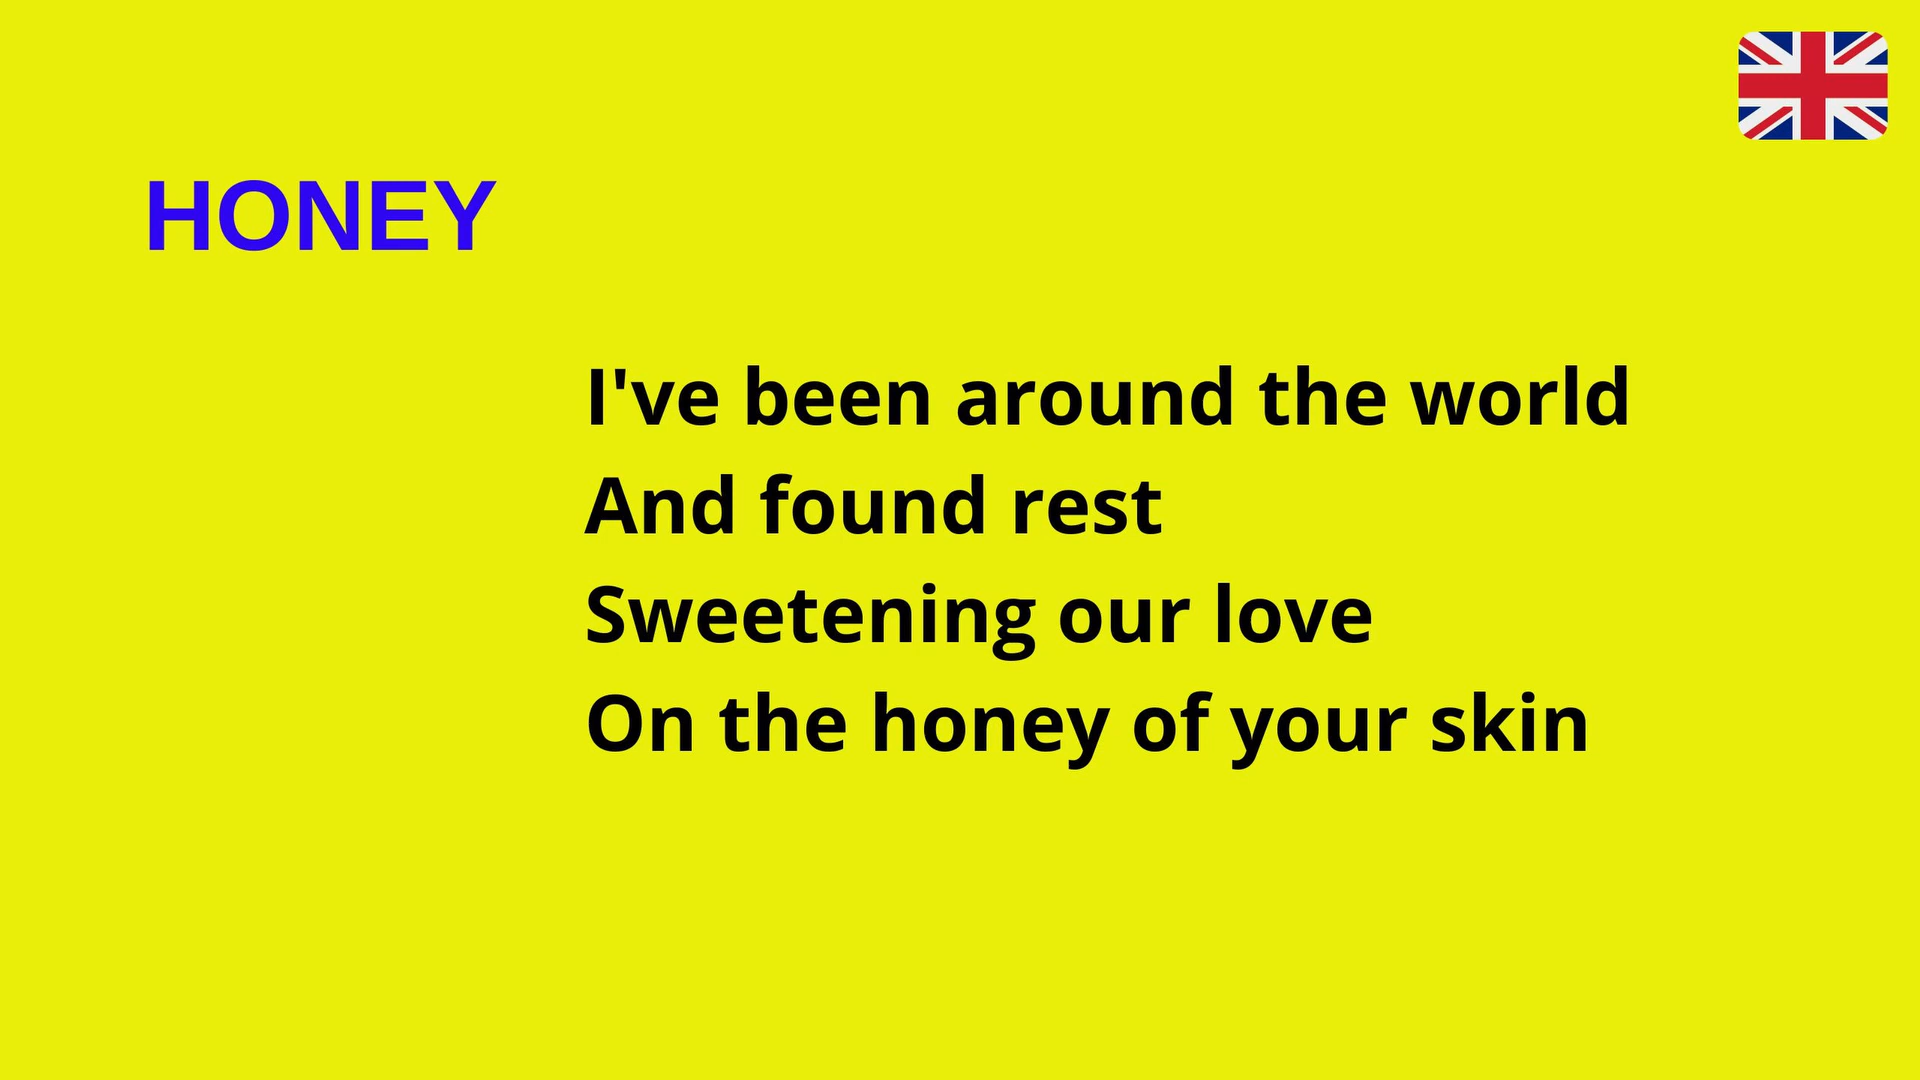 HONEY
I've been around the world
And found rest
Sweetening our love
On the honey of your skin